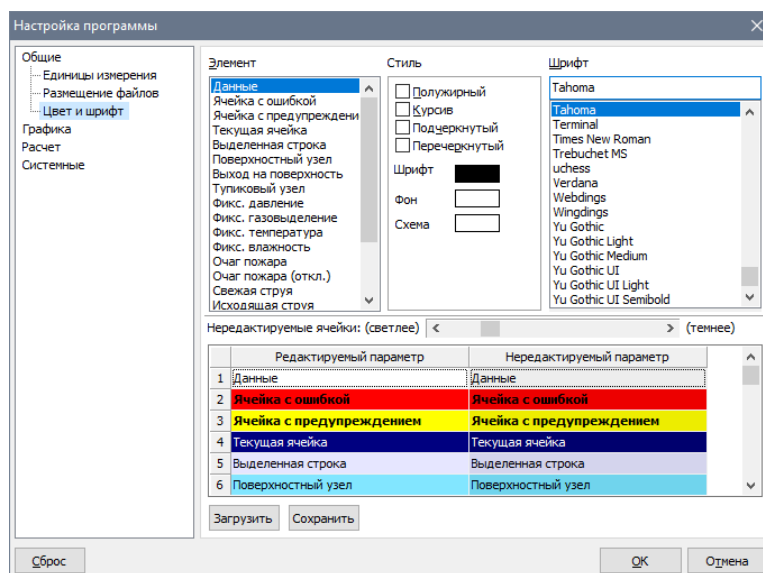 Настройка программы
Общие
Единицы измерения
Размещение файлов
Цвет и шрифт
Графика
Расчет
Системные
Элемент
Данные
Ячейка с ошибкой
Ячейка с предупреждени
Текущая ячейка
Выделенная строка
Поверхностный узел
Выход на поверхность
Тупиковый узел
Фикс. давление
Фикс. газовыделение
Фикс. температура
Фикс. влажность
Очаг пожара
Очаг пожара (откл.)
Свежая струя
Исходящая струя
Стиль
Полужирный
Курсив
Подчеркнутый
Перечеркнутый
Шрифт
Фон
Схема
Шрифт
Tahoma
Tahoma
Terminal
Times New Roman
Trebuchet MS
uchess
Verdana
Webdings
Wingdings
Yu Gothic
Yu Gothic Light
Yu Gothic Medium
Yu Gothic UI
Yu Gothic UI Light
Yu Gothic UI Semibold
Нередактируемые ячейки: (светлее) (темнее)
Редактируемый параметр Нередактируемый параметр
1 Данные Данные
2 Ячейка с ошибкой Ячейка с ошибкой
3 Ячейка с предупреждением Ячейка с предупреждением
4 Текущая ячейка Текущая ячейка
5 Выделенная строка Выделенная строка
6 Поверхностный узел Поверхностный узел
Загрузить Сохранить
Сброс OK Отмена